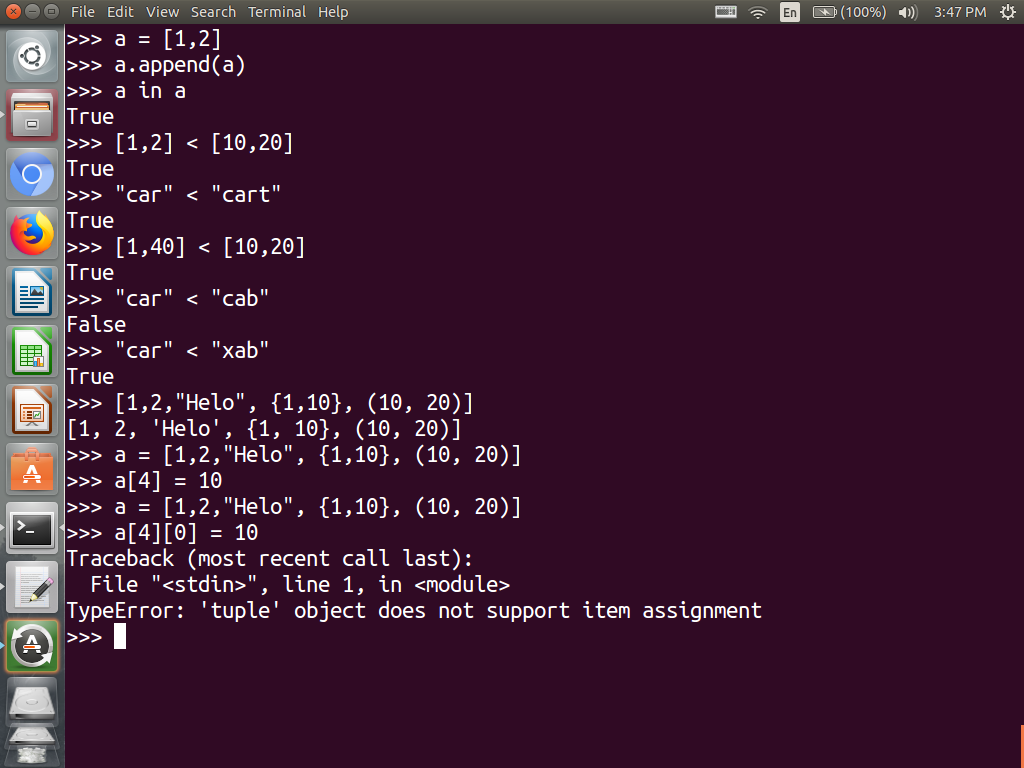 File Edit View Search Terminal Help En (100%) 3:47 PM
>>> a = [1,2]
>>> a.append(a)
>>> a in a
True
>>> [1,2] < [10,20]
True
>>> "car" < "cart"
True
>>> [1,40] < [10,20]
True
>>> "car" < "cab"
False
>>> "car" < "xab"
True
>>> [1,2,"Helo", {1,10}, (10, 20)]
[1, 2, 'Helo', {1, 10}, (10, 20)]
>>> a = [1,2,"Helo", {1,10}, (10, 20)]
>>> a[4] = 10
>>> a = [1,2,"Helo", {1,10}, (10, 20)]
>>> a[4][0] = 10
Traceback (most recent call last):
  File "<stdin>", line 1, in <module>
TypeError: 'tuple' object does not support item assignment
>>>